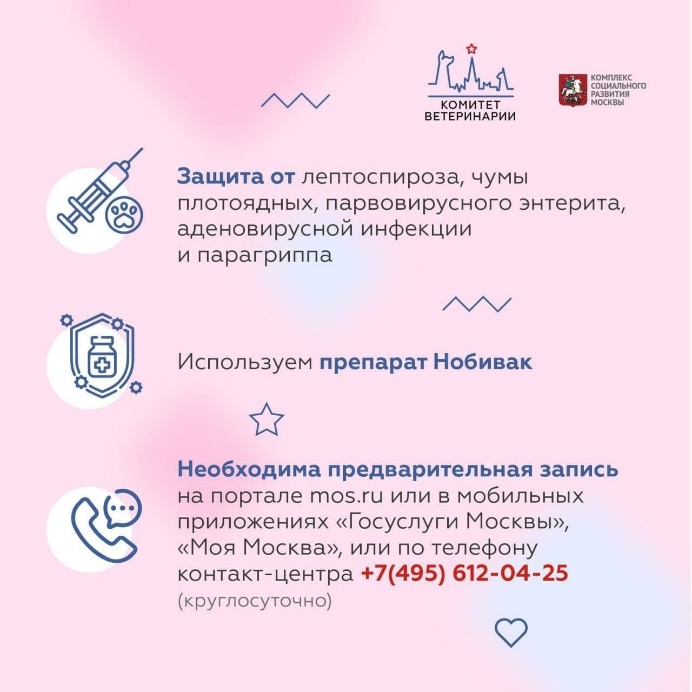 КОМИТЕТ
ВЕТЕРИНАРИИ
КОМПЛЕКС
СОЦИАЛЬНОГО
РАЗВИТИЯ
МОСКВЫ
Защита от лептоспироза, чумы
плотоядных, парвовирусного энтерита,
аденовирусной инфекции
и парагриппа
Используем препарат Нобивак
Необходима предварительная запись
на портале mos.ru или в мобильных
приложениях «Госуслуги Москвы»,
«Моя Москва», или по телефону
контакт-центра +7(495) 612-04-25
(круглосуточно)